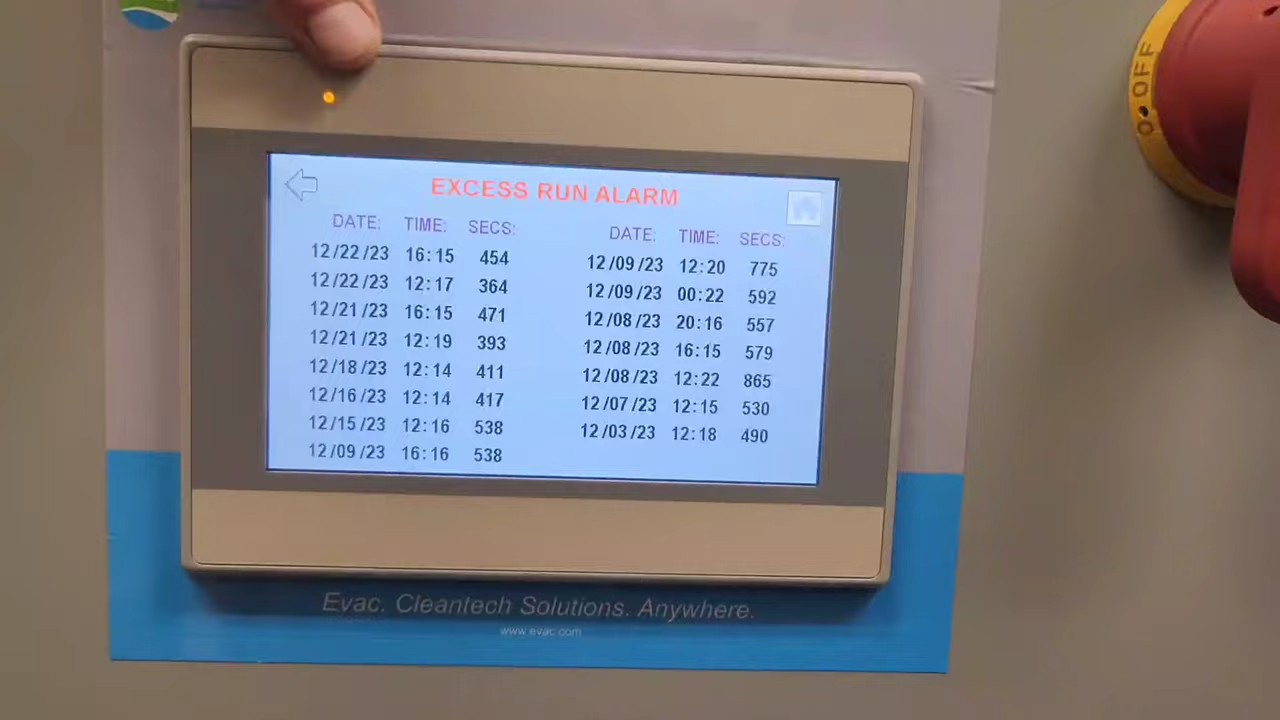 EXCESS RUN ALARM
DATE: TIME: SECS:
12/22/23 16:15 454
12/22/23 12:17 364
12/21/23 16:15 471
12/21/23 12:19 393
12/18/23 12:14 411
12/16/23 12:14 417
12/15/23 12:16 538
12/09/23 16:16 538
DATE: TIME: SECS:
12/09/23 12:20 775
12/09/23 00:22 592
12/08/23 20:16 557
12/08/23 16:15 579
12/08/23 12:22 865
12/07/23 12:15 530
12/03/23 12:18 490
Evac. Cleantech Solutions. Anywhere.
www.evac.com
O OFF